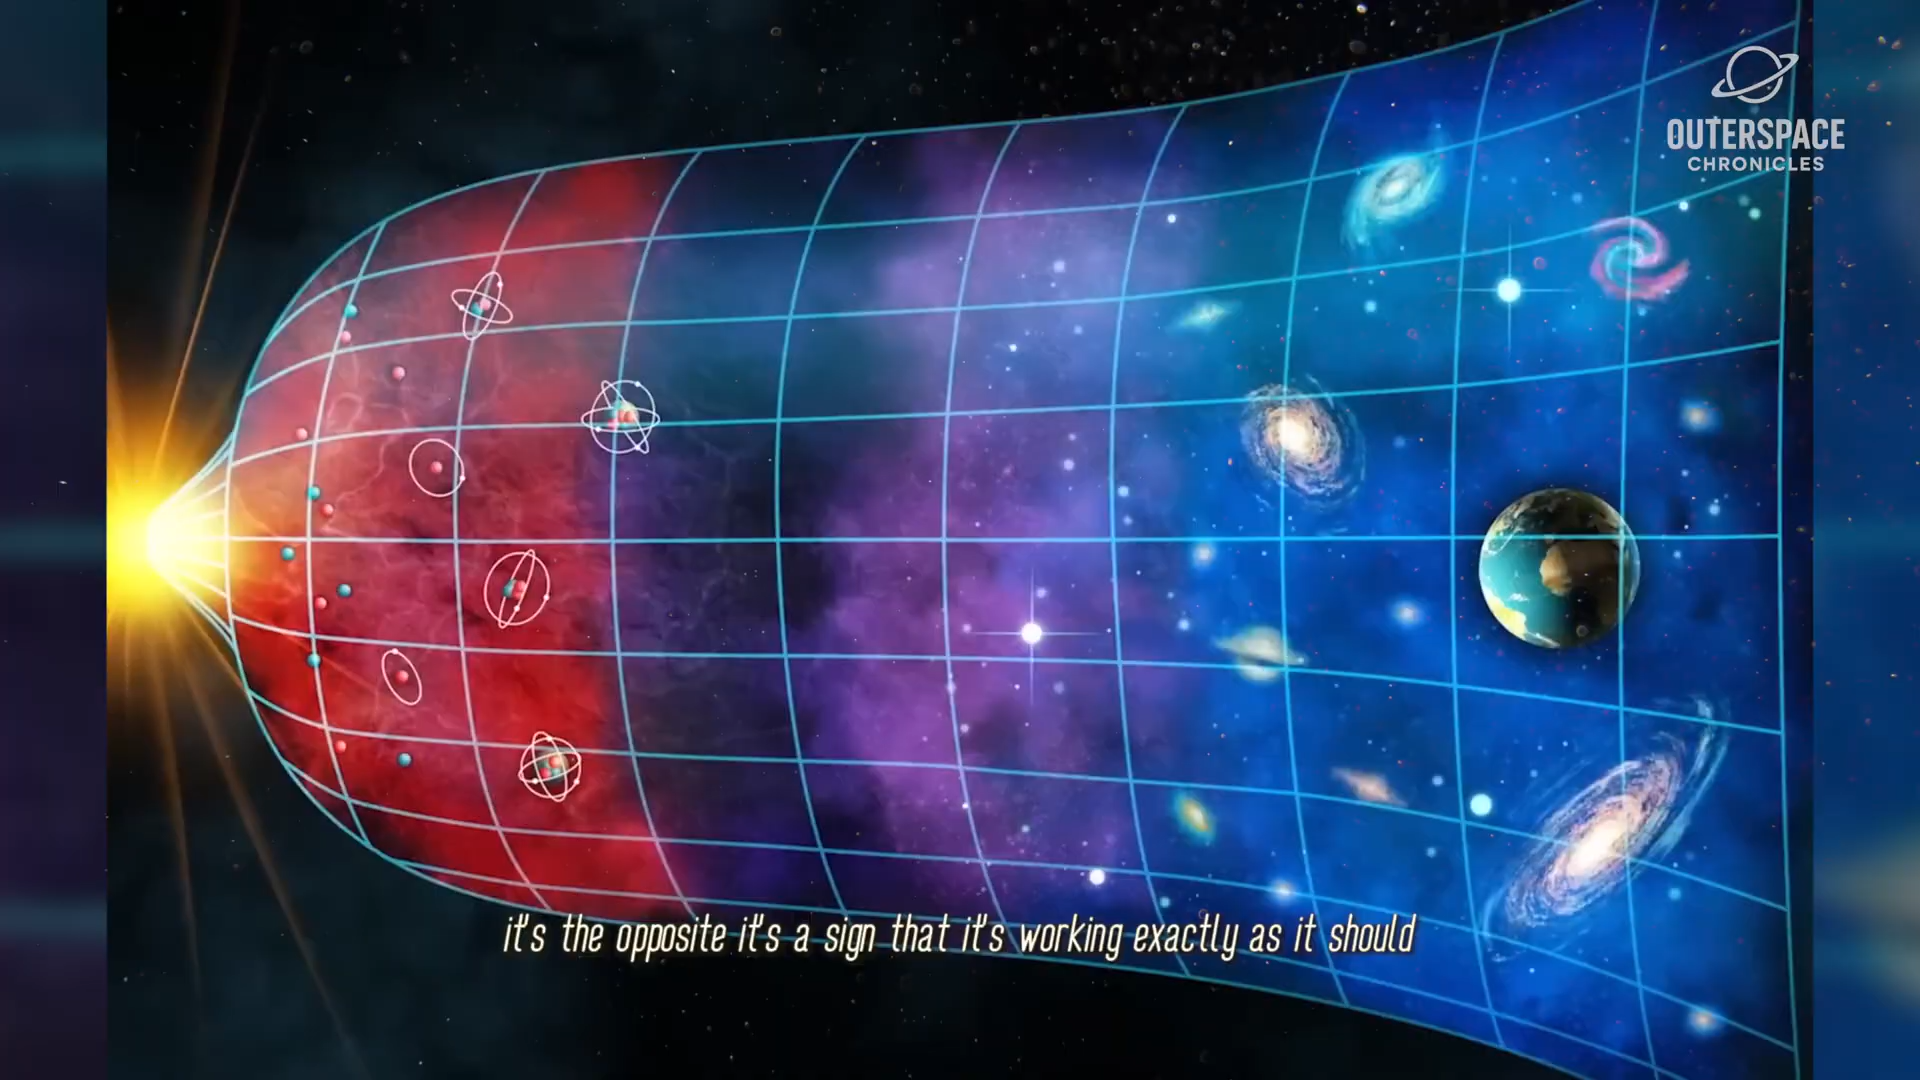 OUTERSPACE
CHRONICLES
it's the opposite it's a sign that it's working exactly as it should